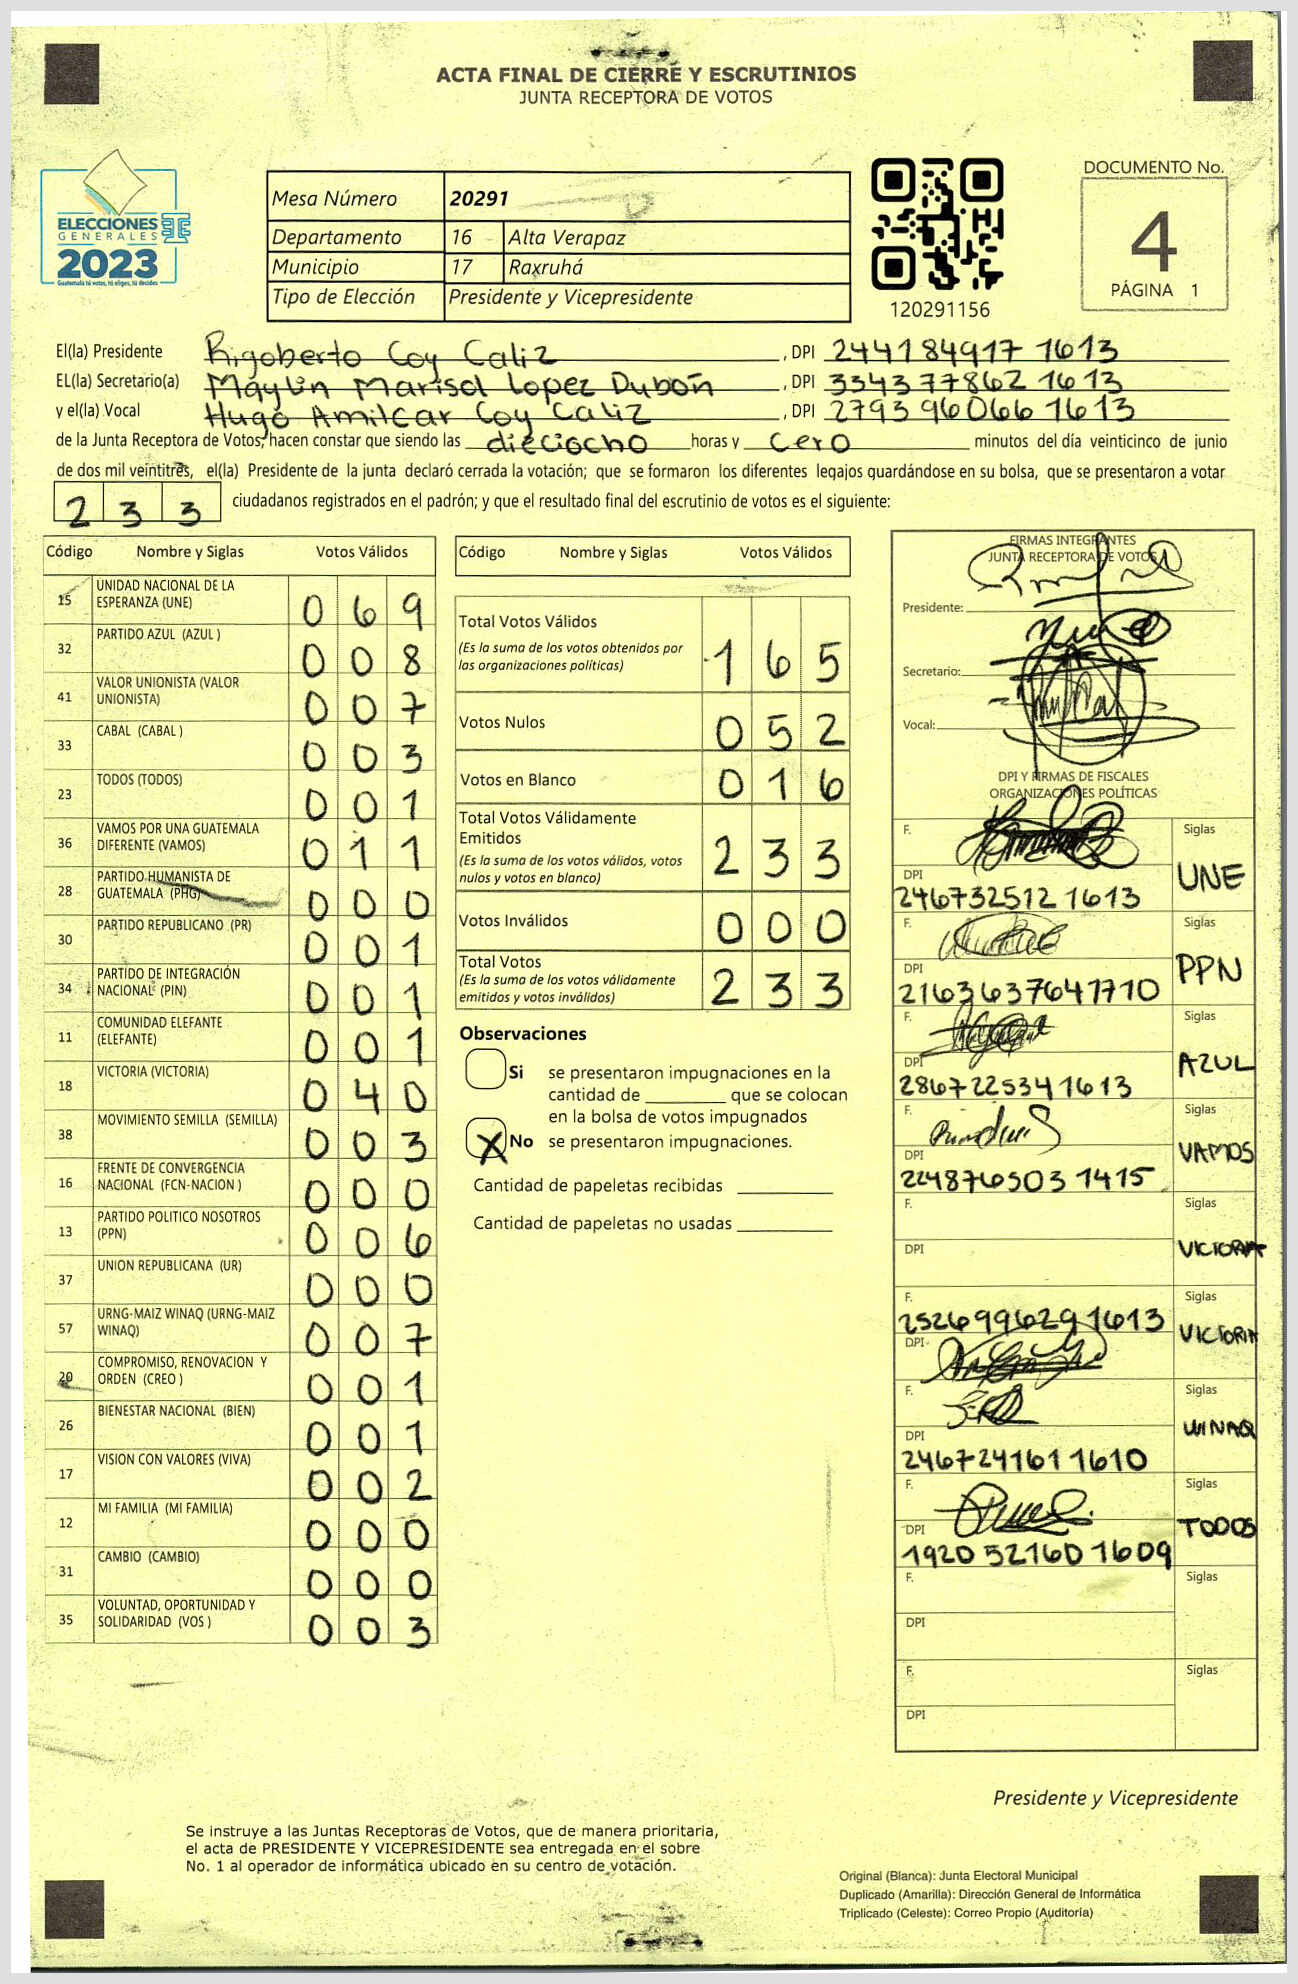 ACTA FINAL DE CIERRE Y ESCRUTINIOS
JUNTA RECEPTORA DE VOTOS
DOCUMENTO No.
4
PÁGINA 1
ELECCIONES
GENERALES
2023
Guatemala tú votas, tú eliges, tú decides
Mesa Número 20291
Departamento 16 Alta Verapaz
Municipio 17 Raxruhá
Tipo de Elección Presidente y Vicepresidente
120291156
El(la) Presidente Rigoberto Coy Caliz , DPI 244184917 1613
EL(la) Secretario(a) Maylin Marisol Lopez Dubon , DPI 334377862 1613
y el(la) Vocal Hugo Amilcar Coy Caliz , DPI 279396066 1613
de la Junta Receptora de Votos, hacen constar que siendo las dieciocho horas y cero minutos del día veinticinco de junio
de dos mil veintitrés, el(la) Presidente de la junta declaró cerrada la votación; que se formaron los diferentes legajos guardándose en su bolsa, que se presentaron a votar
2 3 3 ciudadanos registrados en el padrón; y que el resultado final del escrutinio de votos es el siguiente:
Código Nombre y Siglas Votos Válidos
15 UNIDAD NACIONAL DE LA ESPERANZA (UNE) 0 6 9
32 PARTIDO AZUL (AZUL ) 0 0 8
41 VALOR UNIONISTA (VALOR UNIONISTA) 0 0 7
33 CABAL (CABAL ) 0 0 3
23 TODOS (TODOS) 0 0 1
36 VAMOS POR UNA GUATEMALA DIFERENTE (VAMOS) 0 1 1
28 PARTIDO HUMANISTA DE GUATEMALA (PHG) 0 0 0
30 PARTIDO REPUBLICANO (PR) 0 0 1
34 PARTIDO DE INTEGRACIÓN NACIONAL (PIN) 0 0 1
11 COMUNIDAD ELEFANTE (ELEFANTE) 0 0 1
18 VICTORIA (VICTORIA) 0 4 0
38 MOVIMIENTO SEMILLA (SEMILLA) 0 0 3
16 FRENTE DE CONVERGENCIA NACIONAL (FCN-NACION ) 0 0 0
13 PARTIDO POLITICO NOSOTROS (PPN) 0 0 6
37 UNION REPUBLICANA (UR) 0 0 0
57 URNG-MAIZ WINAQ (URNG-MAIZ WINAQ) 0 0 7
20 COMPROMISO, RENOVACION Y ORDEN (CREO ) 0 0 1
26 BIENESTAR NACIONAL (BIEN) 0 0 1
17 VISION CON VALORES (VIVA) 0 0 2
12 MI FAMILIA (MI FAMILIA) 0 0 0
31 CAMBIO (CAMBIO) 0 0 0
35 VOLUNTAD, OPORTUNIDAD Y SOLIDARIDAD (VOS ) 0 0 3
Código Nombre y Siglas Votos Válidos
Total Votos Válidos 1 6 5
(Es la suma de los votos obtenidos por
las organizaciones políticas)
Votos Nulos 0 5 2
Votos en Blanco 0 1 6
Total Votos Válidamente
Emitidos 2 3 3
(Es la suma de los votos válidos, votos
nulos y votos en blanco)
Votos Inválidos 0 0 0
Total Votos 2 3 3
(Es la suma de los votos válidamente
emitidos y votos inválidos)
Observaciones
Si se presentaron impugnaciones en la
cantidad de ________ que se colocan
en la bolsa de votos impugnados
X No se presentaron impugnaciones.
Cantidad de papeletas recibidas
Cantidad de papeletas no usadas
FIRMAS INTEGRANTES
JUNTA RECEPTORA DE VOTOS
Presidente:
Secretario:
Vocal:
DPI Y FIRMAS DE FISCALES
ORGANIZACIONES POLÍTICAS
F. Siglas
DPI UNE
246732512 1613
F. Siglas
DPI PPN
2163637641710
F. Siglas
DPI AZUL
286722534 1613
F. Siglas
DPI VAMOS
224876503 1415
F. Siglas
DPI VICTORIA
F. Siglas
252699629 1613 VICTORIA
DPI
F. Siglas
DPI WINAQ
246724161 1610
F. Siglas
DPI TODOS
1920 52160 1609
F. Siglas
DPI
F. Siglas
DPI
Presidente y Vicepresidente
Se instruye a las Juntas Receptoras de Votos, que de manera prioritaria,
el acta de PRESIDENTE Y VICEPRESIDENTE sea entregada en el sobre
No. 1 al operador de informática ubicado en su centro de votación.
Original (Blanca): Junta Electoral Municipal
Duplicado (Amarilla): Dirección General de Informática
Triplicado (Celeste): Correo Propio (Auditoría)